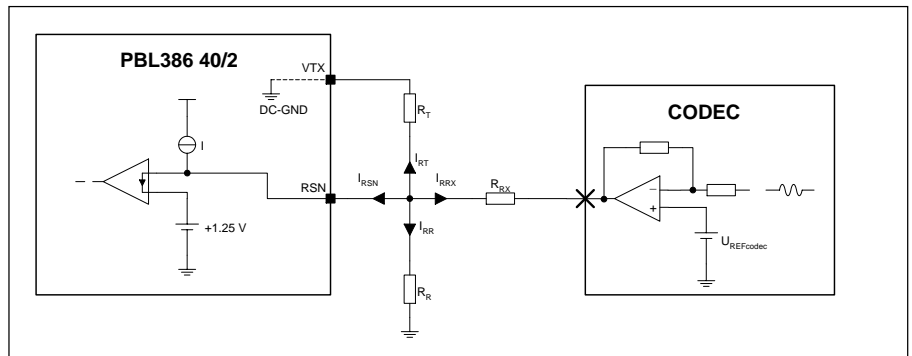 PBL386 40/2
VTX
DC-GND
I
RSN
+1.25 V
R_T
I_RT
I_RSN
I_RRX
R_RX
I_RR
R_R
CODEC
−
+
U_REFcodec